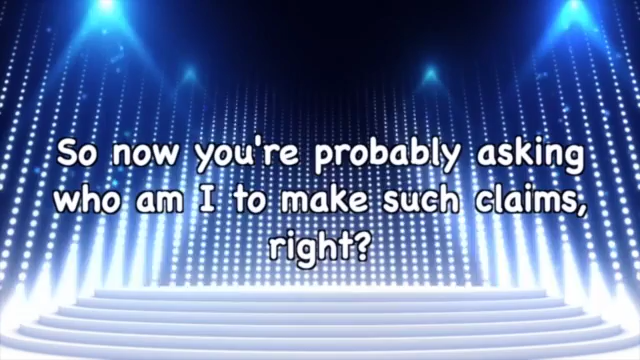 So now you're probably asking
who am I to make such claims,
right?